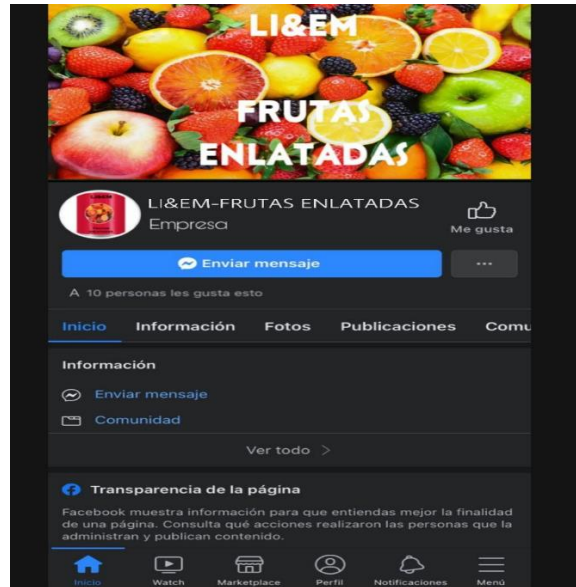 LI&EM
FRUTAS
ENLATADAS
LI&EM-FRUTAS ENLATADAS
Empresa
Me gusta
Enviar mensaje
A 10 personas les gusta esto
Inicio Información Fotos Publicaciones Comu
Información
Enviar mensaje
Comunidad
Ver todo >
Transparencia de la página
Facebook muestra información para que entiendas mejor la finalidad
de una página. Consulta qué acciones realizaron las personas que la
administran y publican contenido.
Inicio Watch Marketplace Perfil Notificaciones Menú